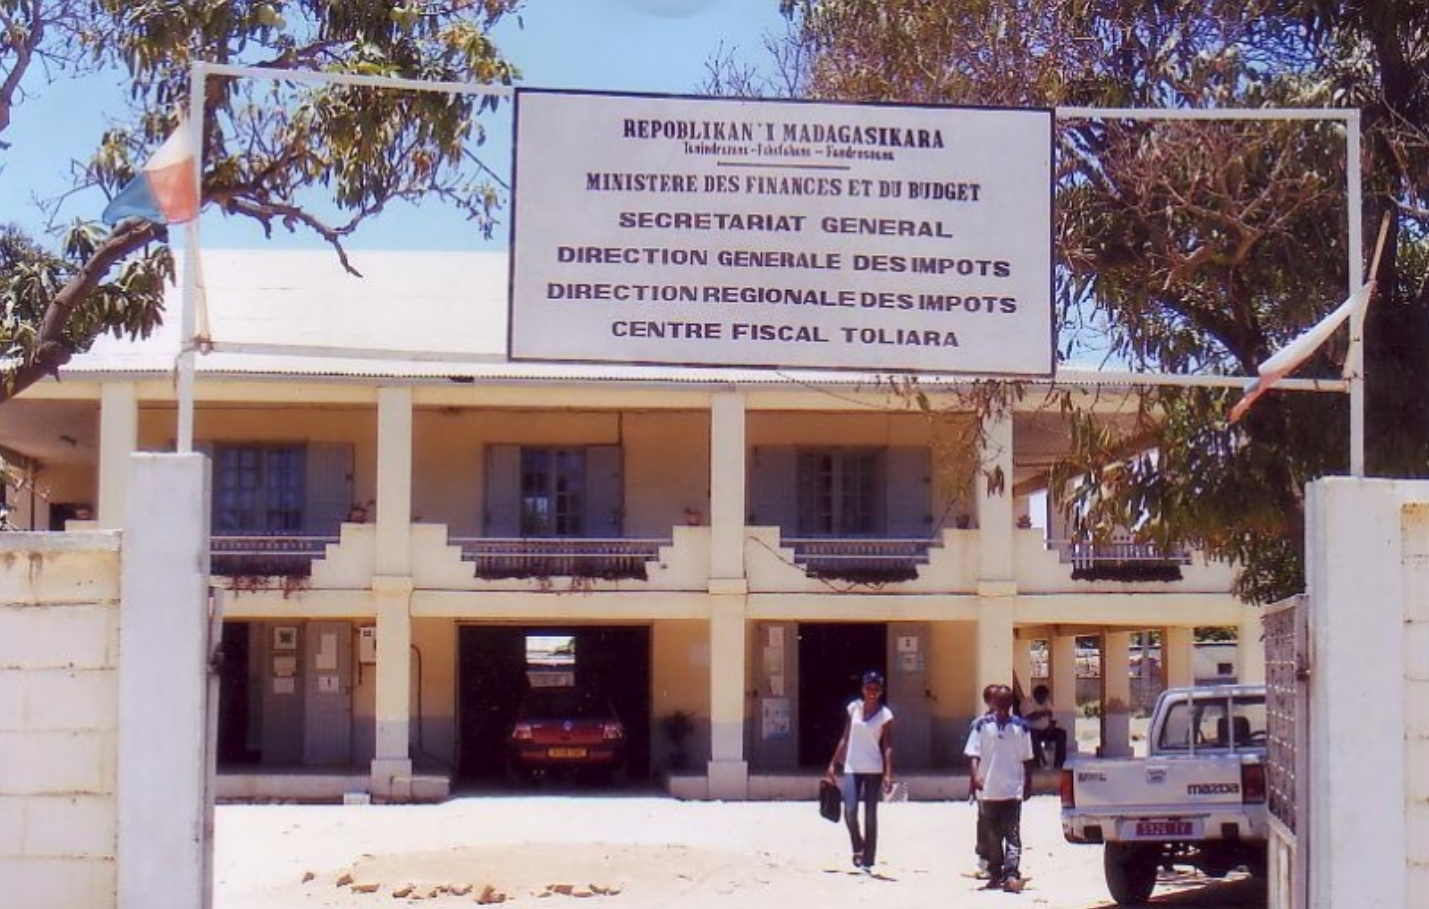 REPOBLIKAN'I MADAGASIKARA
MINISTERE DES FINANCES ET DU BUDGET
SECRETARIAT GENERAL
DIRECTION GENERALE DES IMPOTS
DIRECTION REGIONALE DES IMPOTS
CENTRE FISCAL TOLIARA
mazda